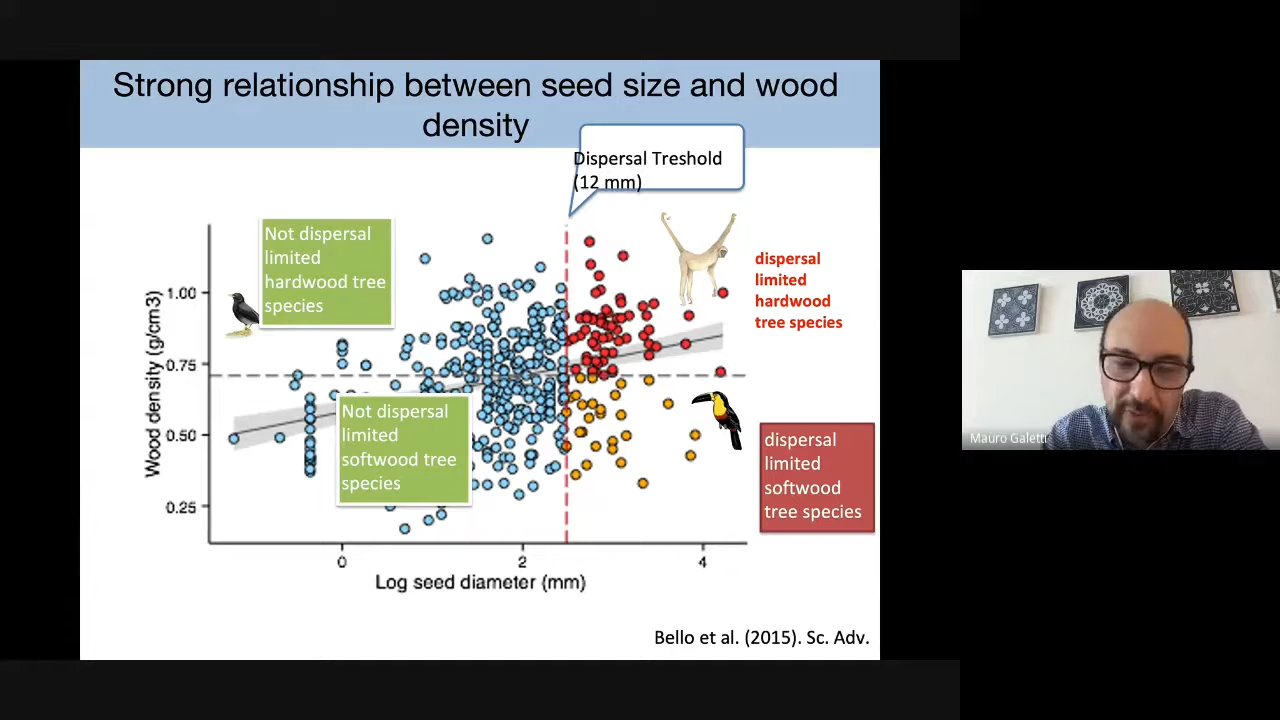 Strong relationship between seed size and wood
density
Dispersal Treshold
(12 mm)
Not dispersal
limited
hardwood tree
species
dispersal
limited
hardwood
tree species
Not dispersal
limited
softwood tree
species
dispersal
limited
softwood
tree species
Wood density (g/cm3)
1.00
0.75
0.50
0.25
0
2
4
Log seed diameter (mm)
Bello et al. (2015). Sc. Adv.
Mauro Galetti